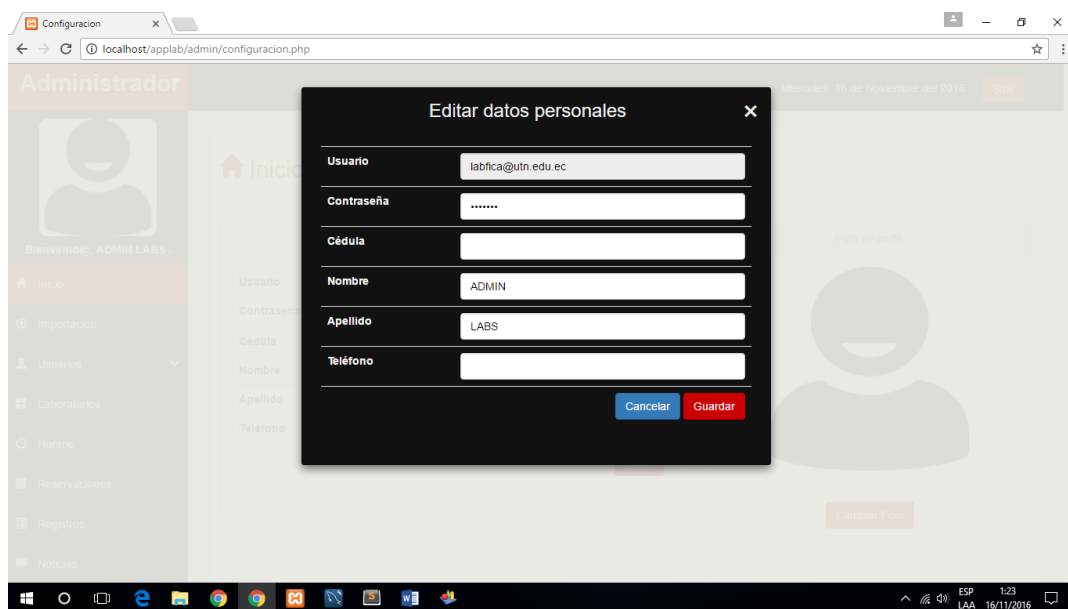 Configuracion
localhost/applab/admin/configuracion.php
Administrador
Miercoles, 16 de Noviembre del 2016
Salir
Editar datos personales
Inicio
Usuario labfica@utn.edu.ec
Contraseña •••••••
Cédula
Nombre ADMIN
Apellido LABS
Teléfono
Cancelar Guardar
Bienvenid@, ADMIN LABS
Inicio
Importacion
Usuarios
Laboratorios
Horario
Reservaciones
Registros
Noticias
Usuario
Contraseña
Cedula
Nombre
Apellido
Telefono
Foto de perfil
Cambiar Foto
ESP 1:23
LAA 16/11/2016